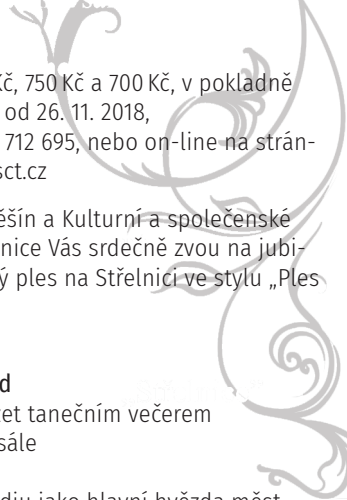 Kč, 750 Kč a 700 Kč, v pokladně
od 26. 11. 2018,
712 695, nebo on-line na strán-
sct.cz
ěšín a Kulturní a společenské
nice Vás srdečně zvou na jubi-
ý ples na Střelnici ve stylu „Ples
d
zet tanečním večerem
sále
diu jako hlavní hvězda měst